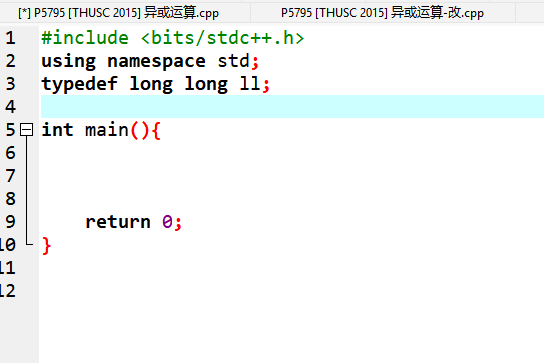 [*] P5795 [THUSC 2015] 异或运算.cpp P5795 [THUSC 2015] 异或运算-改.cpp
1 #include <bits/stdc++.h>
2 using namespace std;
3 typedef long long ll;
4
5 int main(){
6
7
8
9 return 0;
10 }
11
12